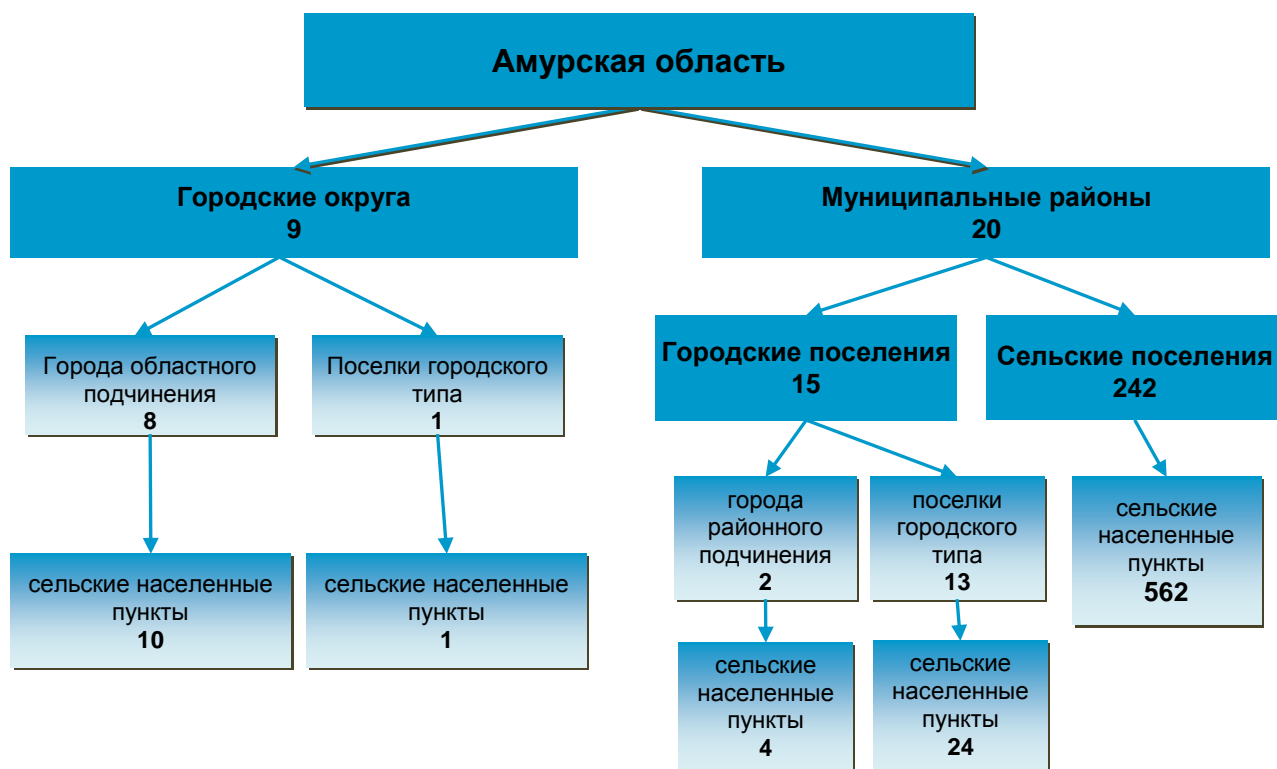 Амурская область
Городские округа
9
Муниципальные районы
20
Города областного
подчинения
8
Поселки городского
типа
1
Городские поселения
15
Сельские поселения
242
города
районного
подчинения
2
поселки
городского
типа
13
сельские
населенные
пункты
562
сельские населенные
пункты
10
сельские населенные
пункты
1
сельские
населенные
пункты
4
сельские
населенные
пункты
24